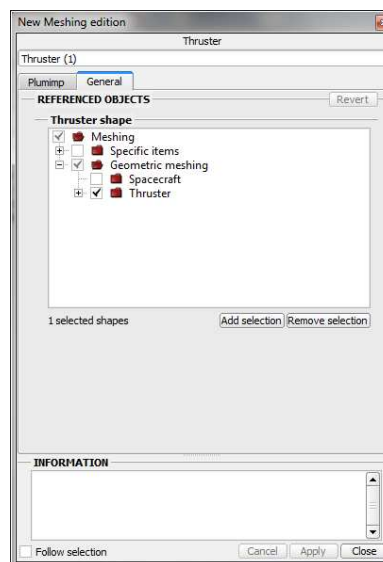 New Meshing edition
Thruster
Thruster (1)
Plumimp General
REFERENCED OBJECTS Revert
Thruster shape
Meshing
Specific items
Geometric meshing
Spacecraft
Thruster
1 selected shapes Add selection Remove selection
INFORMATION
Follow selection Cancel Apply Close